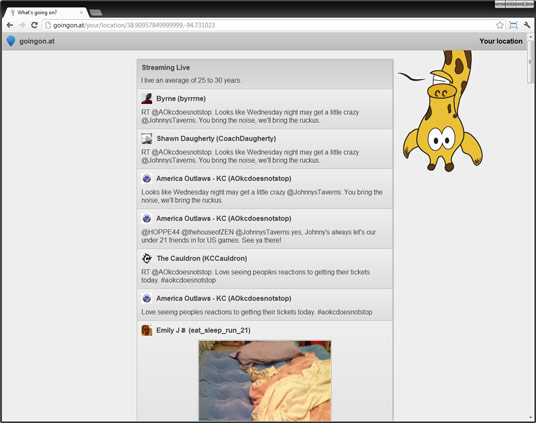 What's going on?
goingon.at/your/location/38.90957849999999,-94.731023
goingon.at
Your location
Streaming Live
I live an average of 25 to 30 years.
Byrne (byrrrne)
RT @AOkcdoesnotstop: Looks like Wednesday night may get a little crazy
@JohnnysTaverns. You bring the noise, we'll bring the ruckus.
Shawn Daugherty (CoachDaugherty)
RT @AOkcdoesnotstop: Looks like Wednesday night may get a little crazy
@JohnnysTaverns. You bring the noise, we'll bring the ruckus.
America Outlaws - KC (AOkcdoesnotstop)
Looks like Wednesday night may get a little crazy @JohnnysTaverns. You bring the
noise, we'll bring the ruckus.
America Outlaws - KC (AOkcdoesnotstop)
@HOPPE44 @thehouseofZEN @JohnnysTaverns yes, Johnny's always let's our
under 21 friends in for US games. See ya there!
The Cauldron (KCCauldron)
RT @AOkcdoesnotstop: Love seeing peoples reactions to getting their tickets
today. #aokcdoesnotstop
America Outlaws - KC (AOkcdoesnotstop)
Love seeing peoples reactions to getting their tickets today. #aokcdoesnotstop
Emily J (eat_sleep_run_21)